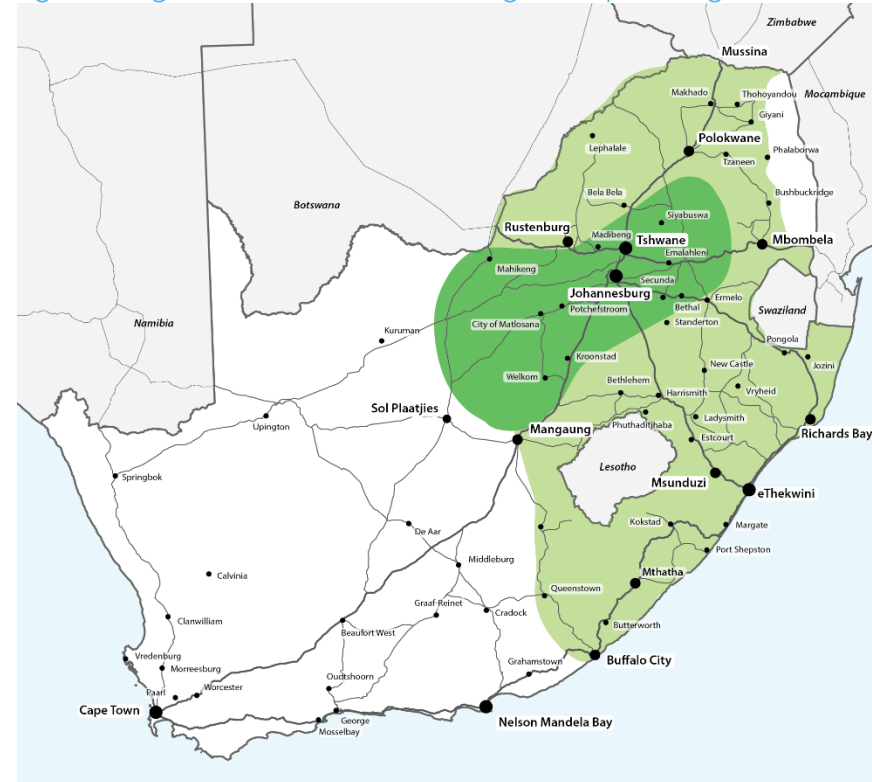 Zimbabwe
Mussina
Makhado
Thohoyandou
Mocambique
Giyani
Polokwane
Lephalale
Tzaneen
Phalaborwa
Bela Bela
Bushbuckridge
Botswana
Siyabuswa
Rustenburg
Madibeng
Tshwane
Mbombela
Emalahleni
Mahikeng
Secunda
Johannesburg
Ermelo
Bethal
Swaziland
Potchefstroom
City of Matlosana
Standerton
Namibia
Kuruman
Pongola
Kroonstad
Jozini
New Castle
Welkom
Bethlehem
Vryheid
Harrismith
Sol Plaatjies
Ladysmith
Upington
Phuthaditjhaba
Mangaung
Richards Bay
Estcourt
Lesotho
Springbok
Msunduzi
eThekwini
Kokstad
Margate
De Aar
Port Shepston
Middleburg
Mthatha
Calvinia
Queenstown
Graaf-Reinet
Cradock
Clanwilliam
Butterworth
Beaufort West
Vredenburg
Buffalo City
Morreesburg
Grahamstown
Oudtshoorn
Paarl
Worcester
Cape Town
George
Nelson Mandela Bay
Mosselbay